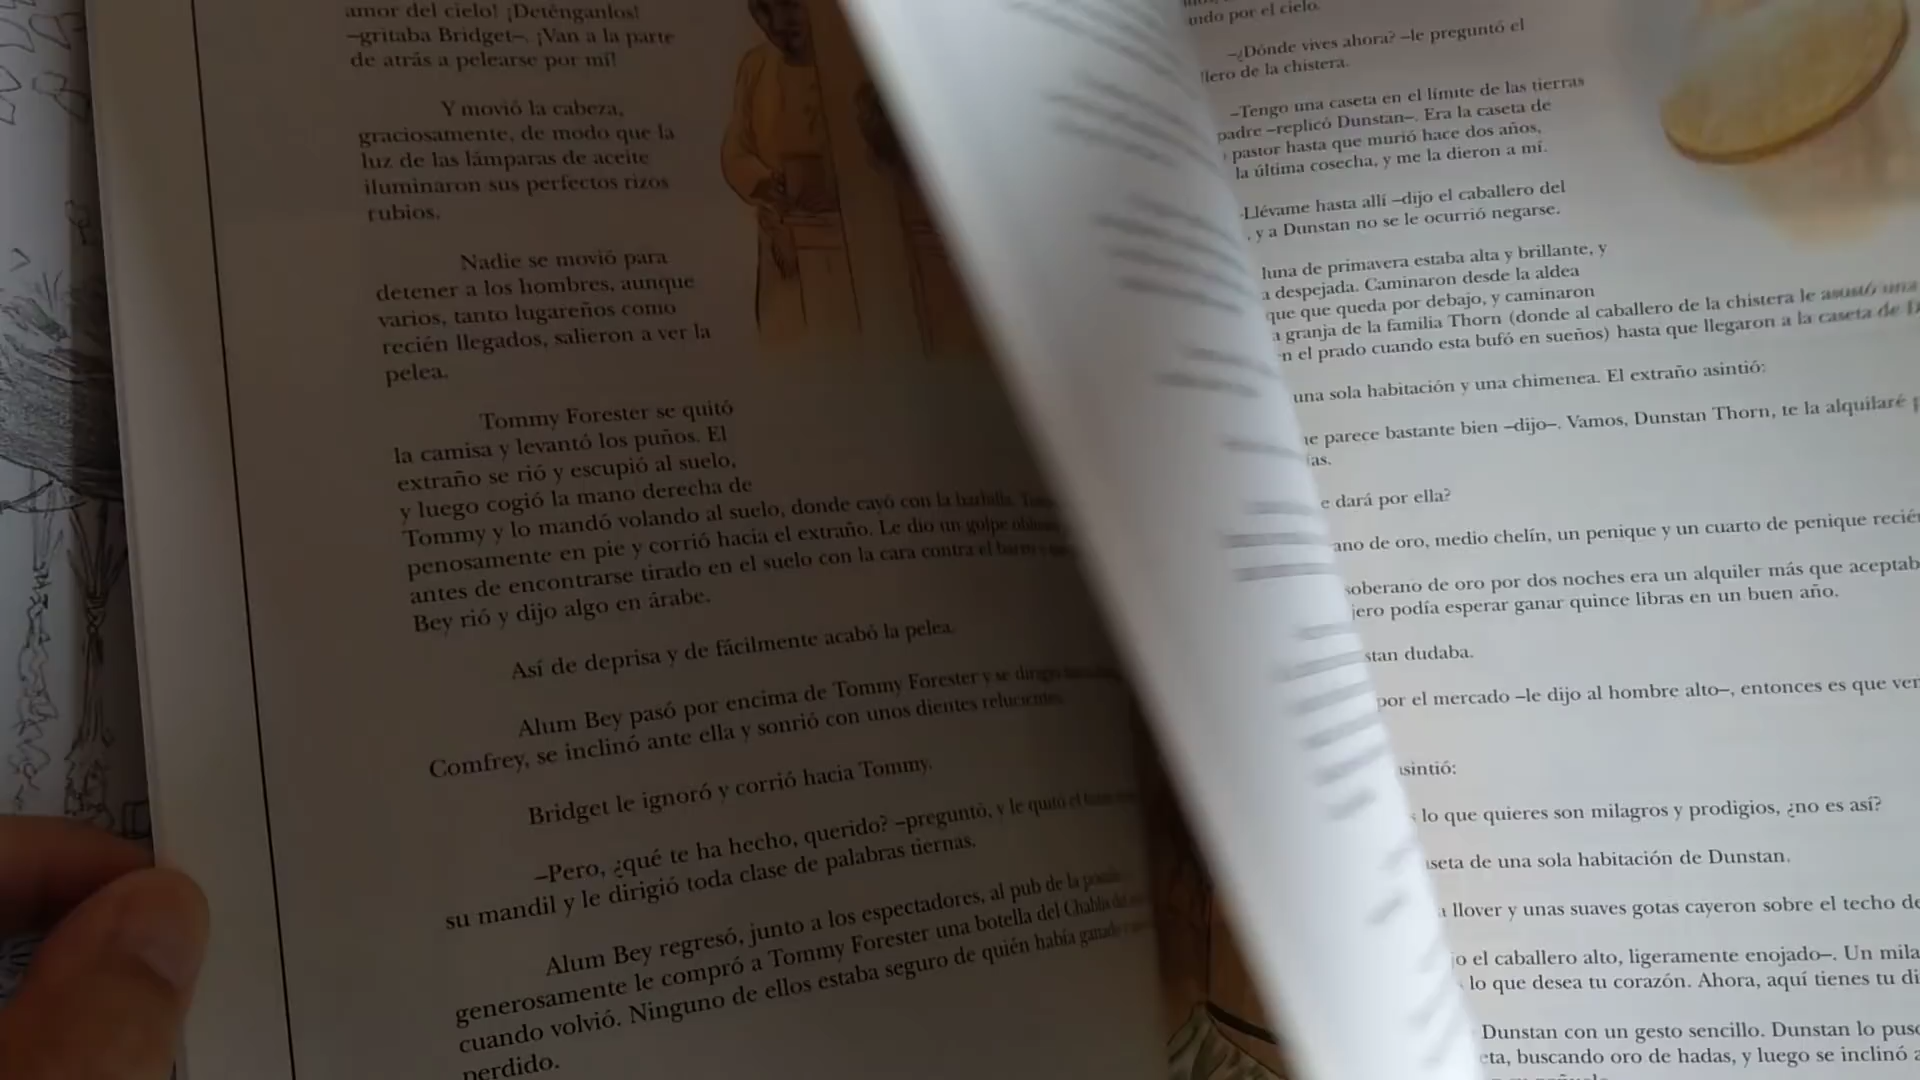 amor del cielo! ¡Deténganlos!
–gritaba Bridget–. ¡Van a la parte
de atrás a pelearse por mí!
Y movió la cabeza,
graciosamente, de modo que la
luz de las lámparas de aceite
iluminaron sus perfectos rizos
rubios.
Nadie se movió para
detener a los hombres, aunque
varios, tanto lugareños como
recién llegados, salieron a ver la
pelea.
Tommy Forester se quitó
la camisa y levantó los puños. El
extraño se rió y escupió al suelo,
y luego cogió la mano derecha de
Tommy y lo mandó volando al suelo, donde cayó con la barbilla.
penosamente en pie y corrió hacia el extraño. Le dio un golpe
antes de encontrarse tirado en el suelo con la cara contra el barro
Bey rió y dijo algo en árabe.
Así de deprisa y de fácilmente acabó la pelea.
Alum Bey pasó por encima de Tommy Forester y se dirigió
Comfrey, se inclinó ante ella y sonrió con unos dientes relucientes.
Bridget le ignoró y corrió hacia Tommy.
–Pero, ¿qué te ha hecho, querido? –preguntó, y le quitó el
su mandil y le dirigió toda clase de palabras tiernas.
Alum Bey regresó, junto a los espectadores, al pub de la
generosamente le compró a Tommy Forester una botella del Chablis
cuando volvió. Ninguno de ellos estaba seguro de quién había ganado
perdido.
ndo por el cielo.
–¿Dónde vives ahora? –le preguntó el
llero de la chistera.
–Tengo una caseta en el límite de las tierras
padre –replicó Dunstan–. Era la caseta de
pastor hasta que murió hace dos años,
la última cosecha, y me la dieron a mí.
-Llévame hasta allí –dijo el caballero del
, y a Dunstan no se le ocurrió negarse.
luna de primavera estaba alta y brillante, y
a despejada. Caminaron desde la aldea
que que queda por debajo, y caminaron
a granja de la familia Thorn (donde al caballero de la chistera le asustó una
n el prado cuando esta bufó en sueños) hasta que llegaron a la caseta de
una sola habitación y una chimenea. El extraño asintió:
e parece bastante bien –dijo–. Vamos, Dunstan Thorn, te la alquilaré
ías.
e dará por ella?
ano de oro, medio chelín, un penique y un cuarto de penique recién
soberano de oro por dos noches era un alquiler más que aceptab
jero podía esperar ganar quince libras en un buen año.
stan dudaba.
por el mercado –le dijo al hombre alto–, entonces es que ven
asintió:
lo que quieres son milagros y prodigios, ¿no es así?
aseta de una sola habitación de Dunstan.
a llover y unas suaves gotas cayeron sobre el techo de
o el caballero alto, ligeramente enojado–. Un mila
lo que desea tu corazón. Ahora, aquí tienes tu di
Dunstan con un gesto sencillo. Dunstan lo puso
eta, buscando oro de hadas, y luego se inclinó a